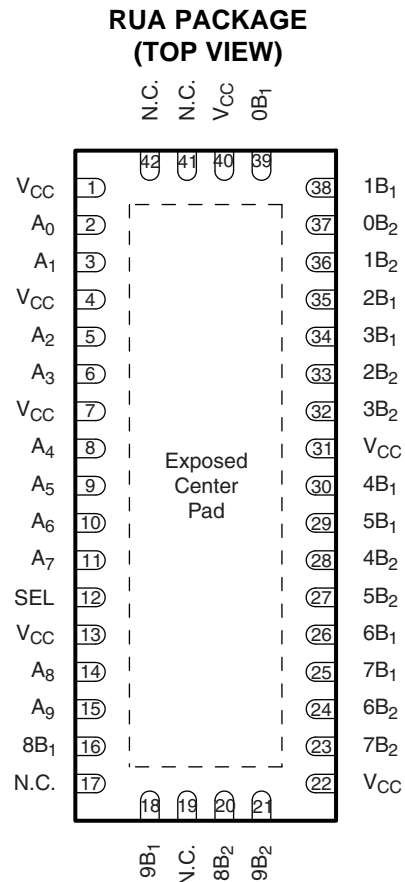 RUA PACKAGE
(TOP VIEW)
N.C. N.C. VCC 0B1
42 41 40 39
VCC 1 38 1B1
A0 2 37 0B2
A1 3 36 1B2
VCC 4 35 2B1
A2 5 34 3B1
A3 6 33 2B2
VCC 7 32 3B2
A4 8 31 VCC
A5 9 30 4B1
A6 10 29 5B1
A7 11 28 4B2
SEL 12 27 5B2
VCC 13 26 6B1
A8 14 25 7B1
A9 15 24 6B2
8B1 16 23 7B2
N.C. 17 22 VCC
Exposed
Center
Pad
18 19 20 21
9B1 N.C. 8B2 9B2